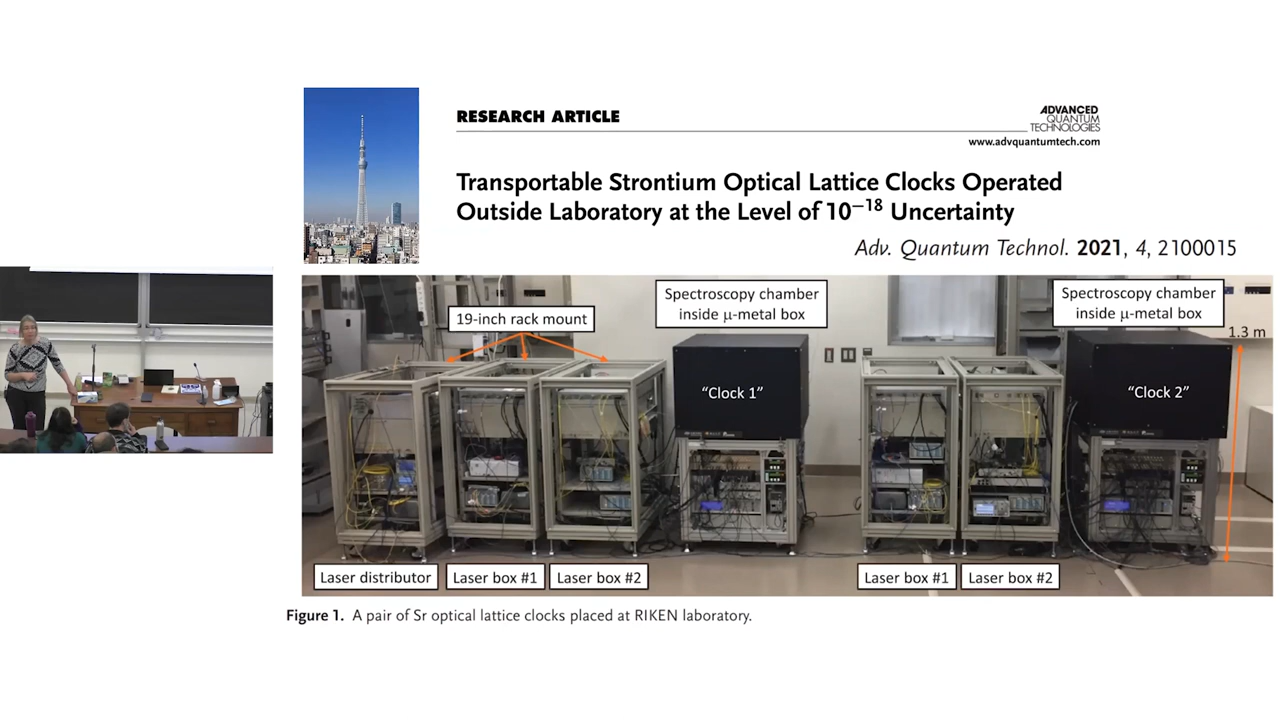 RESEARCH ARTICLE
ADVANCED
QUANTUM
TECHNOLOGIES
www.advquantumtech.com
Transportable Strontium Optical Lattice Clocks Operated
Outside Laboratory at the Level of 10⁻¹⁸ Uncertainty
Adv. Quantum Technol. 2021, 4, 2100015
19-inch rack mount
Spectroscopy chamber
inside μ-metal box
Spectroscopy chamber
inside μ-metal box
1.3 m
"Clock 1"
"Clock 2"
Laser distributor
Laser box #1
Laser box #2
Laser box #1
Laser box #2
Figure 1. A pair of Sr optical lattice clocks placed at RIKEN laboratory.